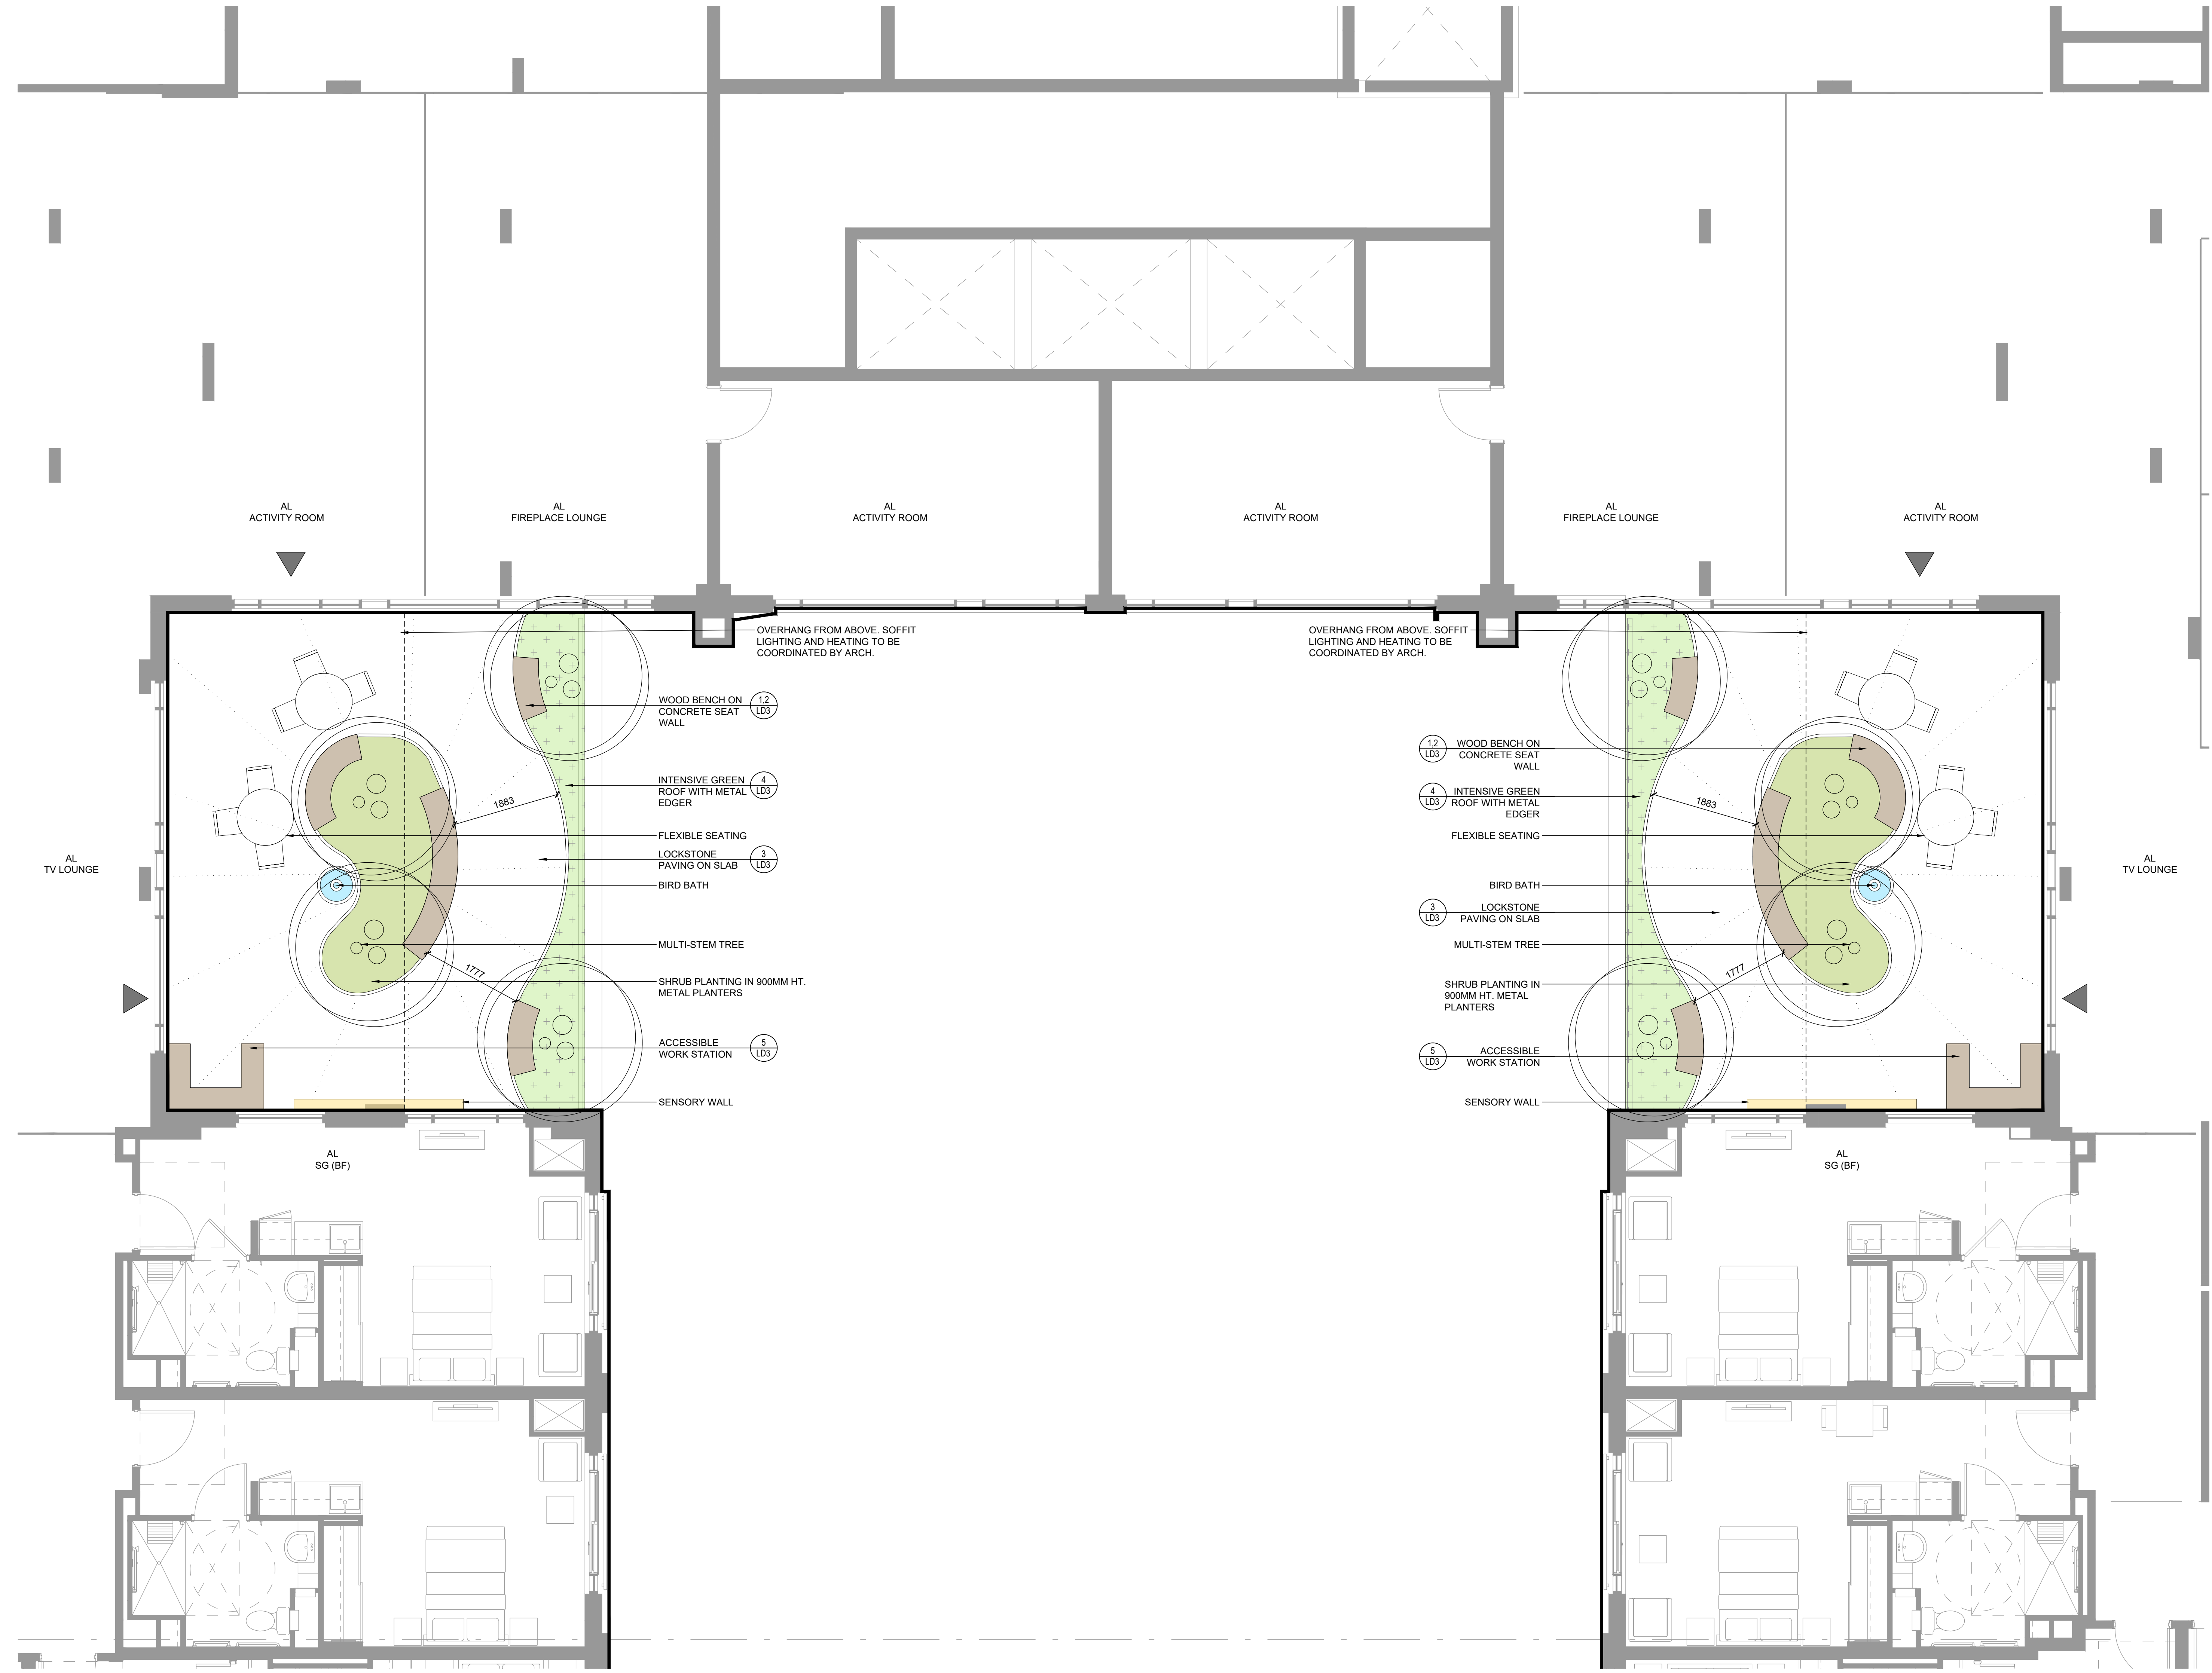 AL
ACTIVITY ROOM
AL
FIREPLACE LOUNGE
AL
ACTIVITY ROOM
AL
ACTIVITY ROOM
AL
FIREPLACE LOUNGE
AL
ACTIVITY ROOM
OVERHANG FROM ABOVE. SOFFIT
LIGHTING AND HEATING TO BE
COORDINATED BY ARCH.
WOOD BENCH ON
CONCRETE SEAT
WALL
1,2
LD3
INTENSIVE GREEN
ROOF WITH METAL
EDGER
4
LD3
1883
FLEXIBLE SEATING
LOCKSTONE
PAVING ON SLAB
3
LD3
AL
TV LOUNGE
BIRD BATH
MULTI-STEM TREE
1777
SHRUB PLANTING IN 900MM HT.
METAL PLANTERS
ACCESSIBLE
WORK STATION
5
LD3
SENSORY WALL
AL
SG (BF)
OVERHANG FROM ABOVE. SOFFIT
LIGHTING AND HEATING TO BE
COORDINATED BY ARCH.
1,2
LD3
WOOD BENCH ON
CONCRETE SEAT
WALL
4
LD3
INTENSIVE GREEN
ROOF WITH METAL
EDGER
1883
FLEXIBLE SEATING
AL
TV LOUNGE
BIRD BATH
3
LD3
LOCKSTONE
PAVING ON SLAB
MULTI-STEM TREE
1777
SHRUB PLANTING IN
900MM HT. METAL
PLANTERS
5
LD3
ACCESSIBLE
WORK STATION
SENSORY WALL
AL
SG (BF)